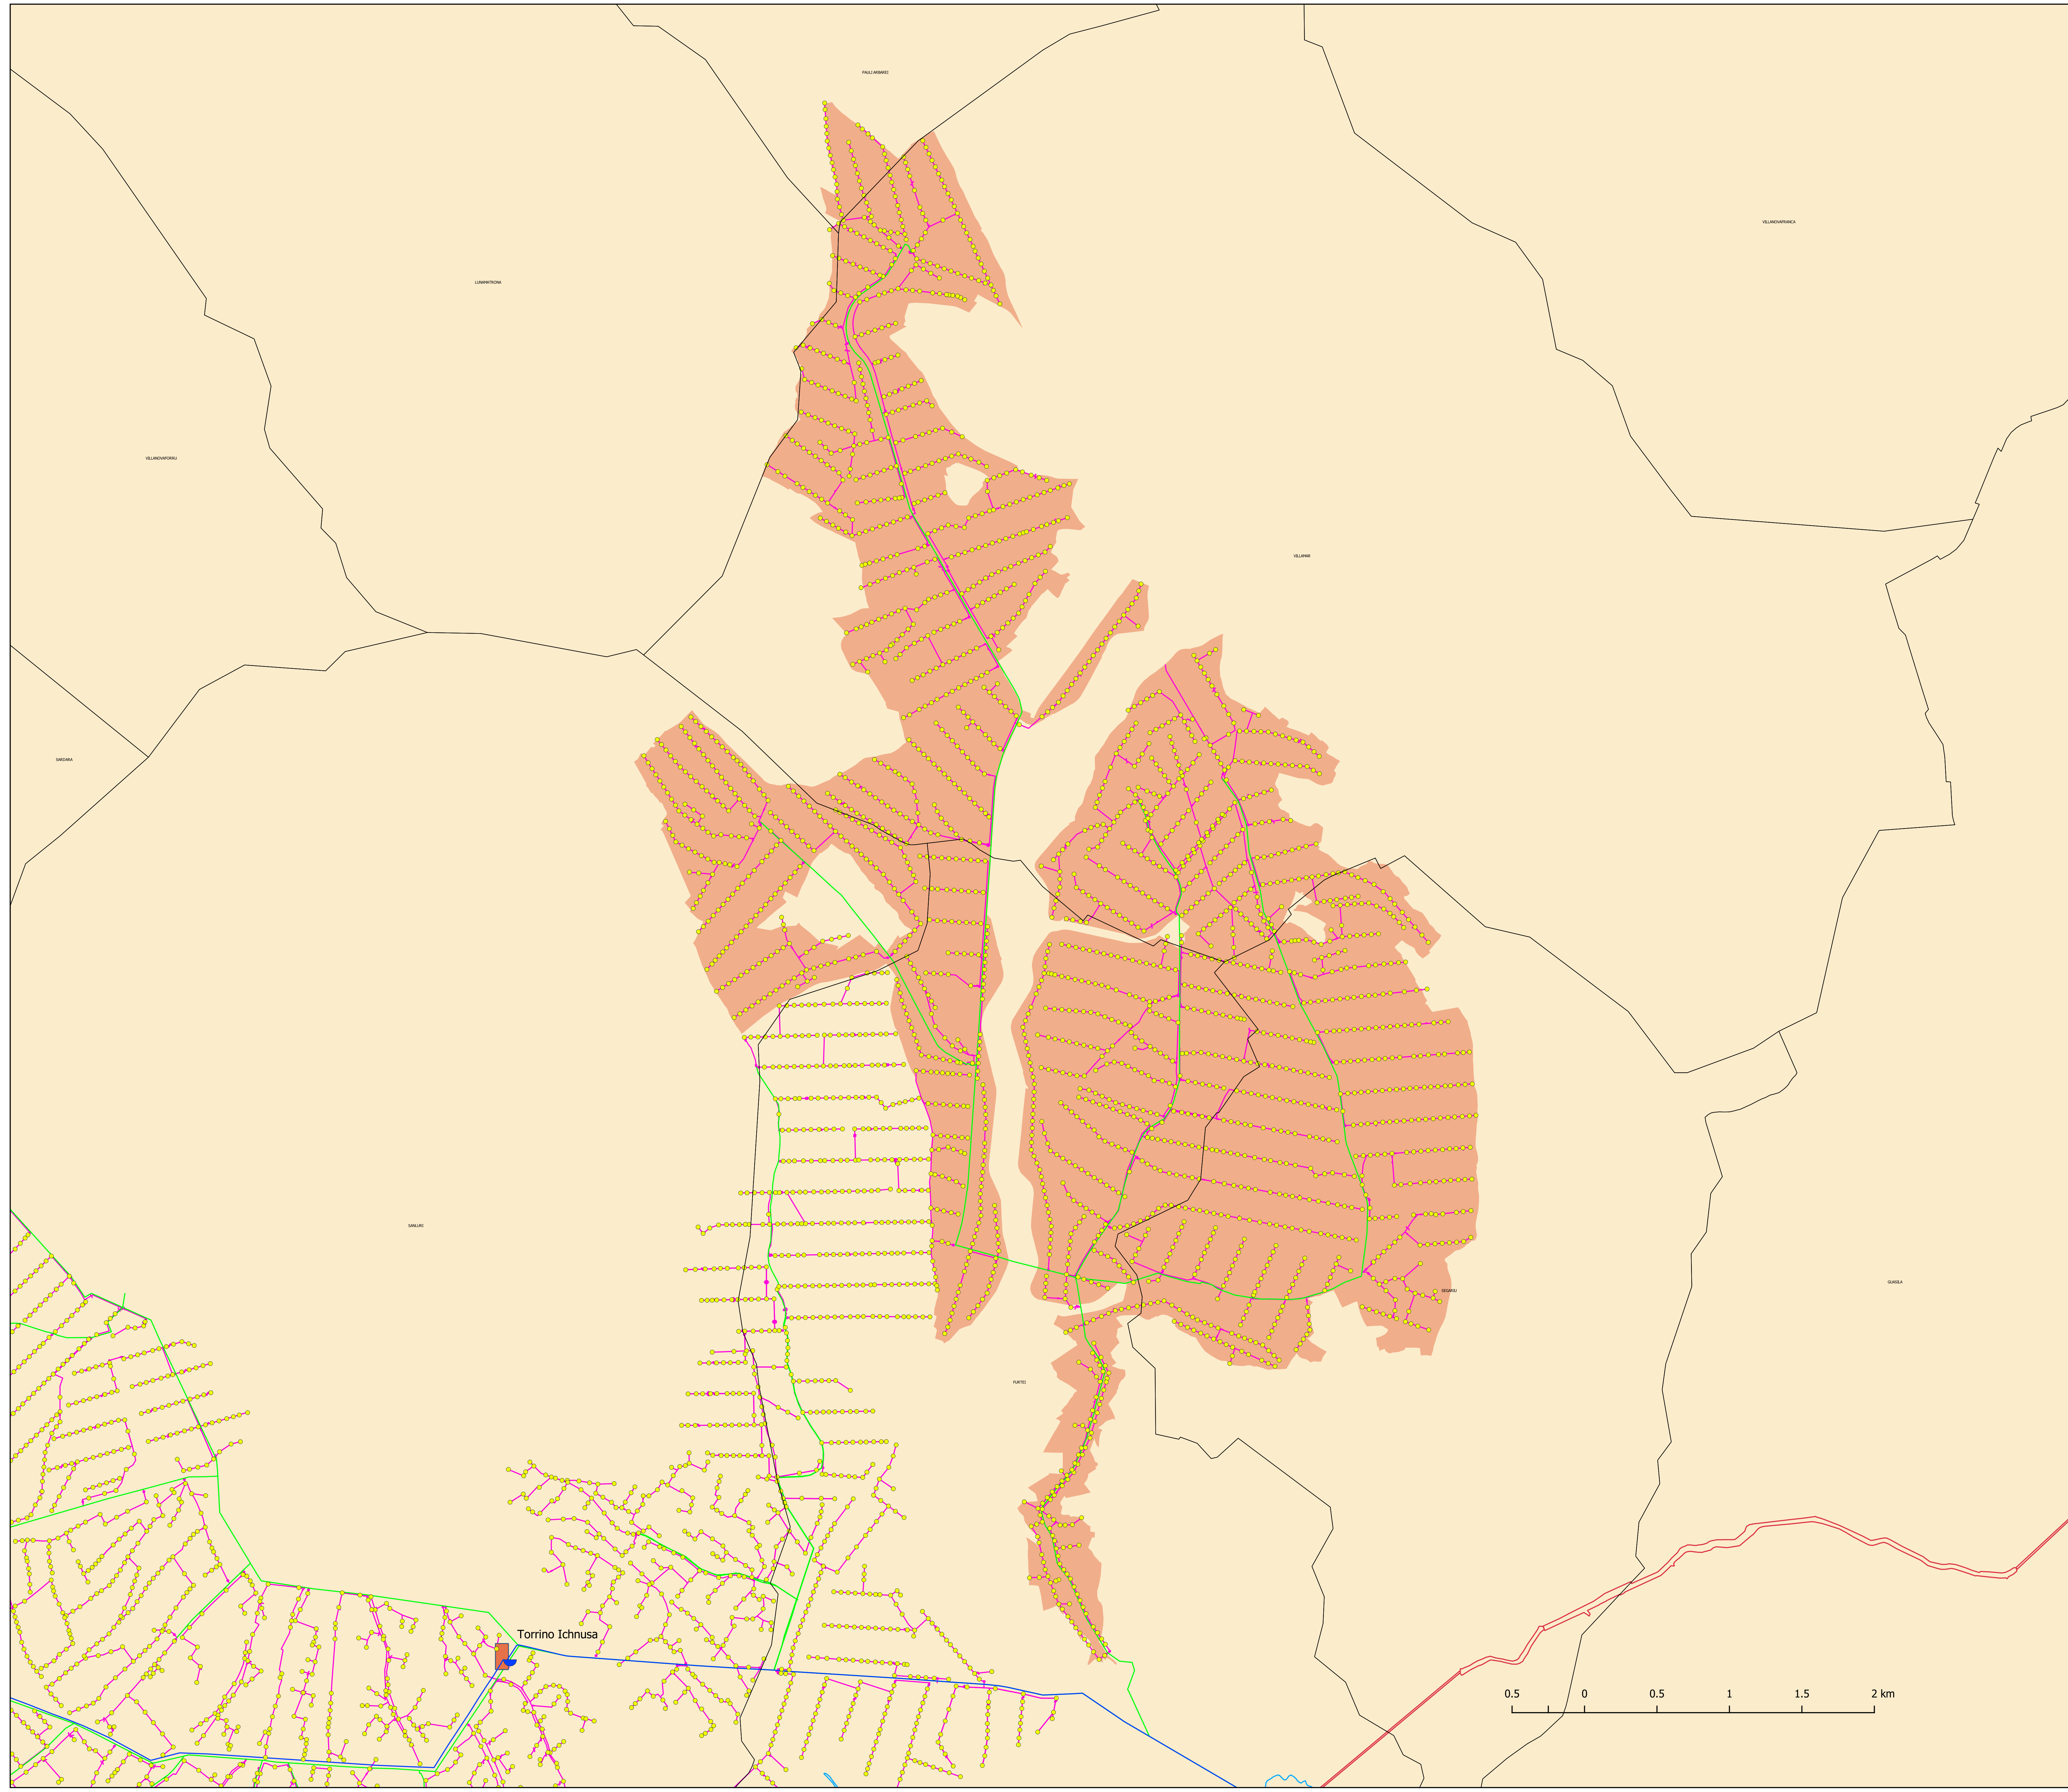 PAULI ARBAREI
VILLANOVAFRANCA
LUNAMATRONA
VILLANOVAFORRU
VILLAMAR
SARDARA
SANLURI
GUASILA
SEGARIU
FURTEI
Torrino Ichnusa
0.5 0 0.5 1 1.5 2 km